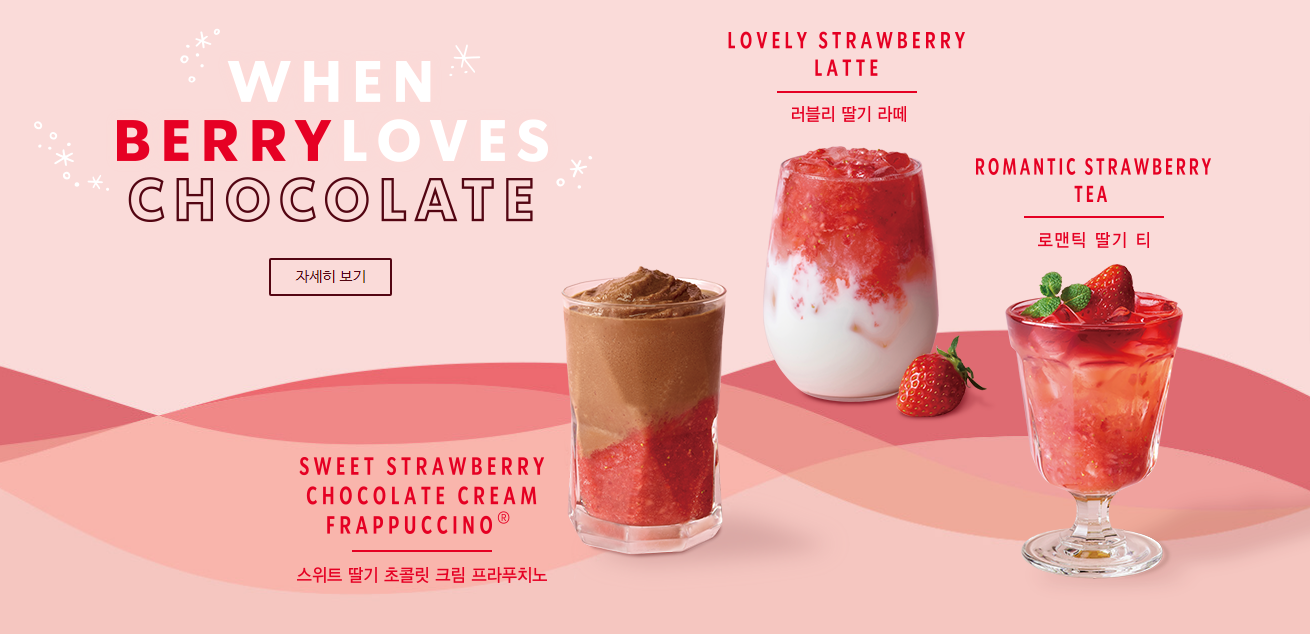 WHEN
BERRYLOVES
CHOCOLATE
자세히 보기
LOVELY STRAWBERRY
LATTE
러블리 딸기 라떼
ROMANTIC STRAWBERRY
TEA
로맨틱 딸기 티
SWEET STRAWBERRY
CHOCOLATE CREAM
FRAPPUCCINO®
스위트 딸기 초콜릿 크림 프라푸치노